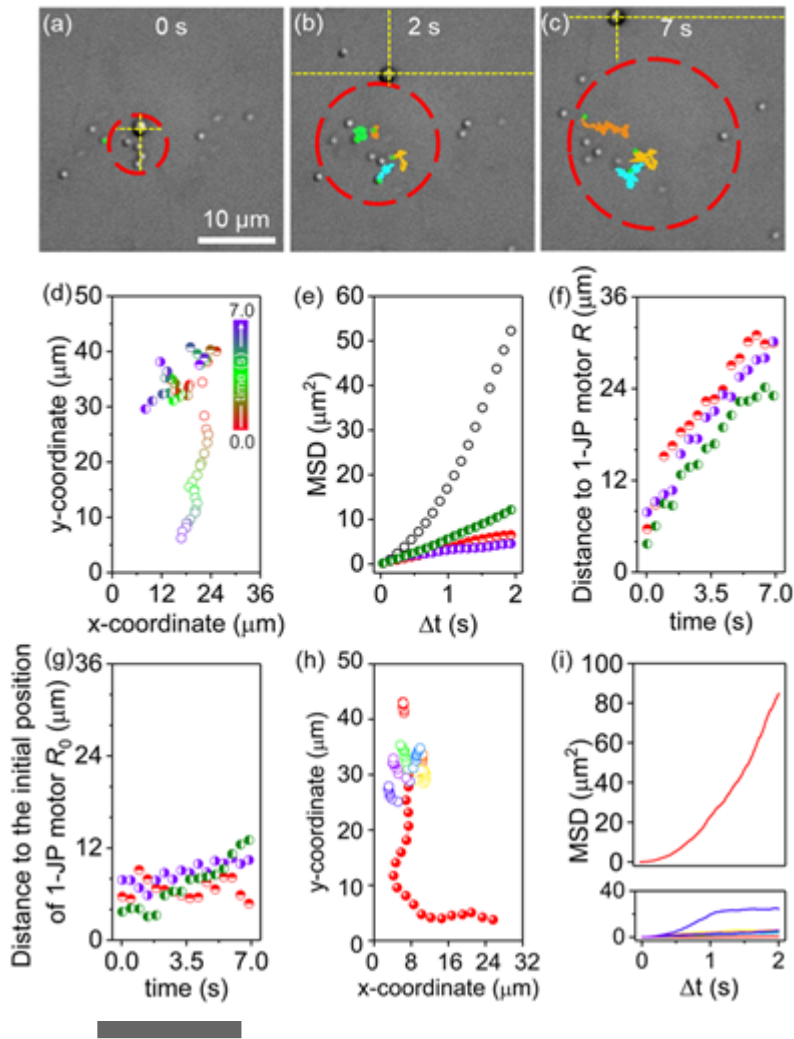 (a) 0 s
(b) 2 s
(c) 7 s
10 μm
(d)
50
40
30
20
10
0
y-coordinate (μm)
0 12 24 36
x-coordinate (μm)
7.0
time (s)
0.0
(e)
60
50
40
30
20
10
0
MSD (μm²)
0 1 2
Δt (s)
(f)
36
24
12
0
Distance to 1-JP motor R (μm)
0.0 3.5 7.0
time (s)
(g)
36
24
12
0
Distance to the initial position
of 1-JP motor R₀ (μm)
0.0 3.5 7.0
time (s)
(h)
50
40
30
20
10
0
y-coordinate (μm)
0 8 16 24 32
x-coordinate (μm)
(i)
100
80
60
40
20
0
MSD (μm²)
40
0
0 1 2
Δt (s)